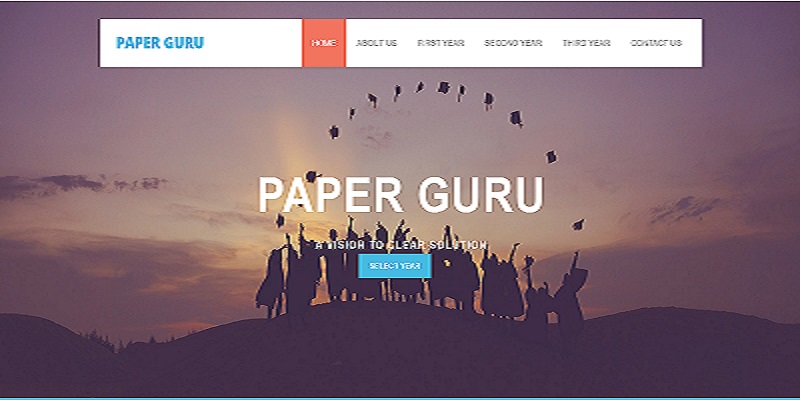 PAPER GURU
HOME ABOUT US FIRST YEAR SECOND YEAR THIRD YEAR CONTACT US
PAPER GURU
A VISION TO CLEAR SOLUTION
SELECT YEAR